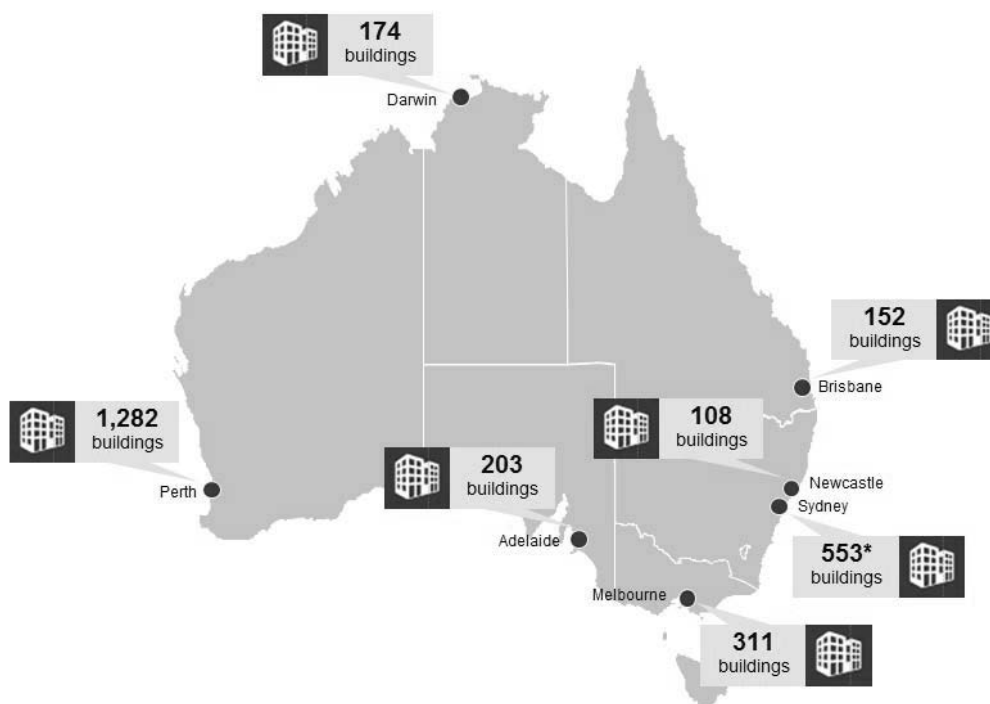 174
buildings
Darwin
152
buildings
Brisbane
1,282
buildings
Perth
108
buildings
Newcastle
203
buildings
Sydney
Adelaide
553*
buildings
Melbourne
311
buildings